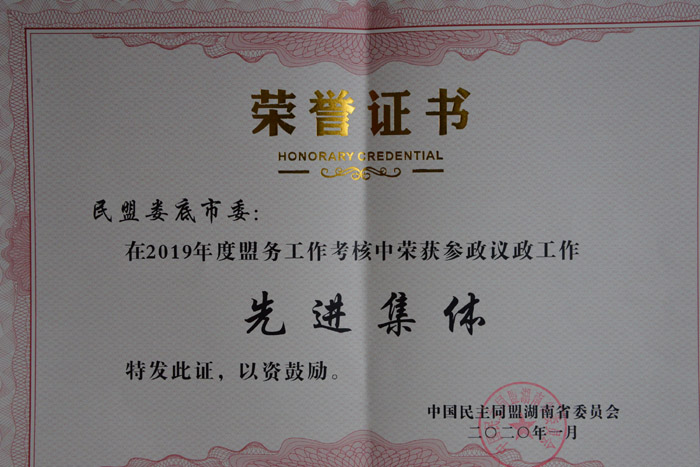 荣誉证书
HONORARY CREDENTIAL
民盟娄底市委：
在2019年度盟务工作考核中荣获参政议政工作
先进集体
特发此证，以资鼓励。
中国民主同盟湖南省委员会
二〇二〇年一月